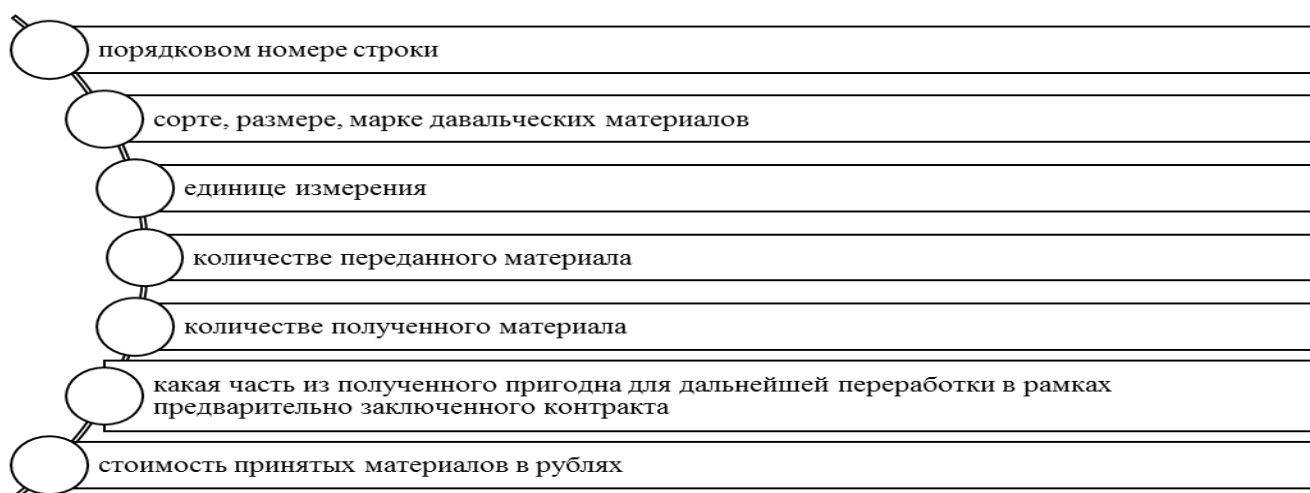 порядковом номере строки
сорте, размере, марке давальческих материалов
единице измерения
количестве переданного материала
количестве полученного материала
какая часть из полученного пригодна для дальнейшей переработки в рамках
предварительно заключенного контракта
стоимость принятых материалов в рублях